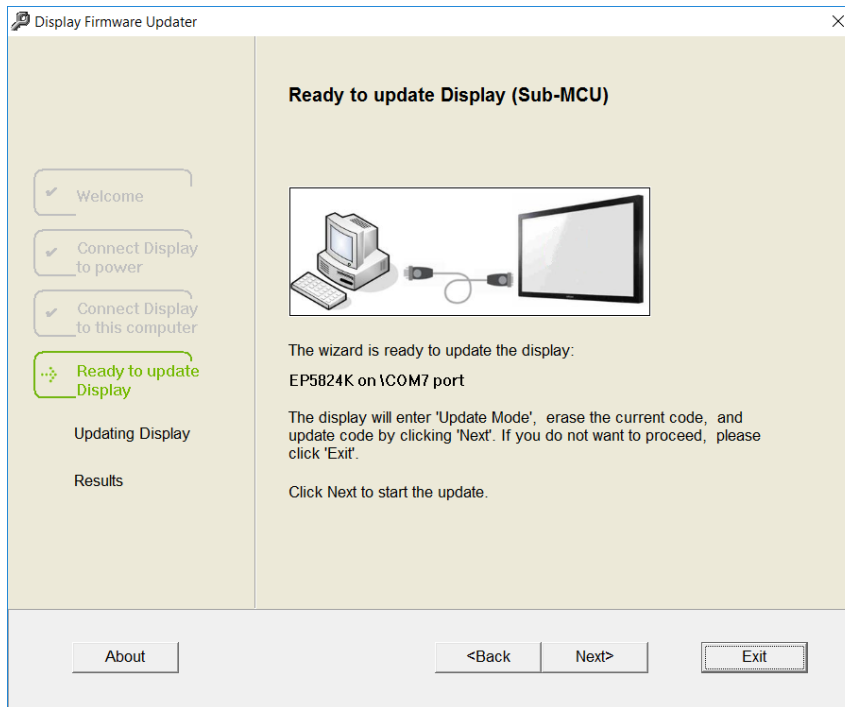 Display Firmware Updater
Ready to update Display (Sub-MCU)
Welcome
Connect Display
to power
Connect Display
to this computer
Ready to update
Display
Updating Display
Results
The wizard is ready to update the display:
EP5824K on \COM7 port
The display will enter 'Update Mode', erase the current code, and
update code by clicking 'Next'. If you do not want to proceed, please
click 'Exit'.
Click Next to start the update.
About
<Back
Next>
Exit